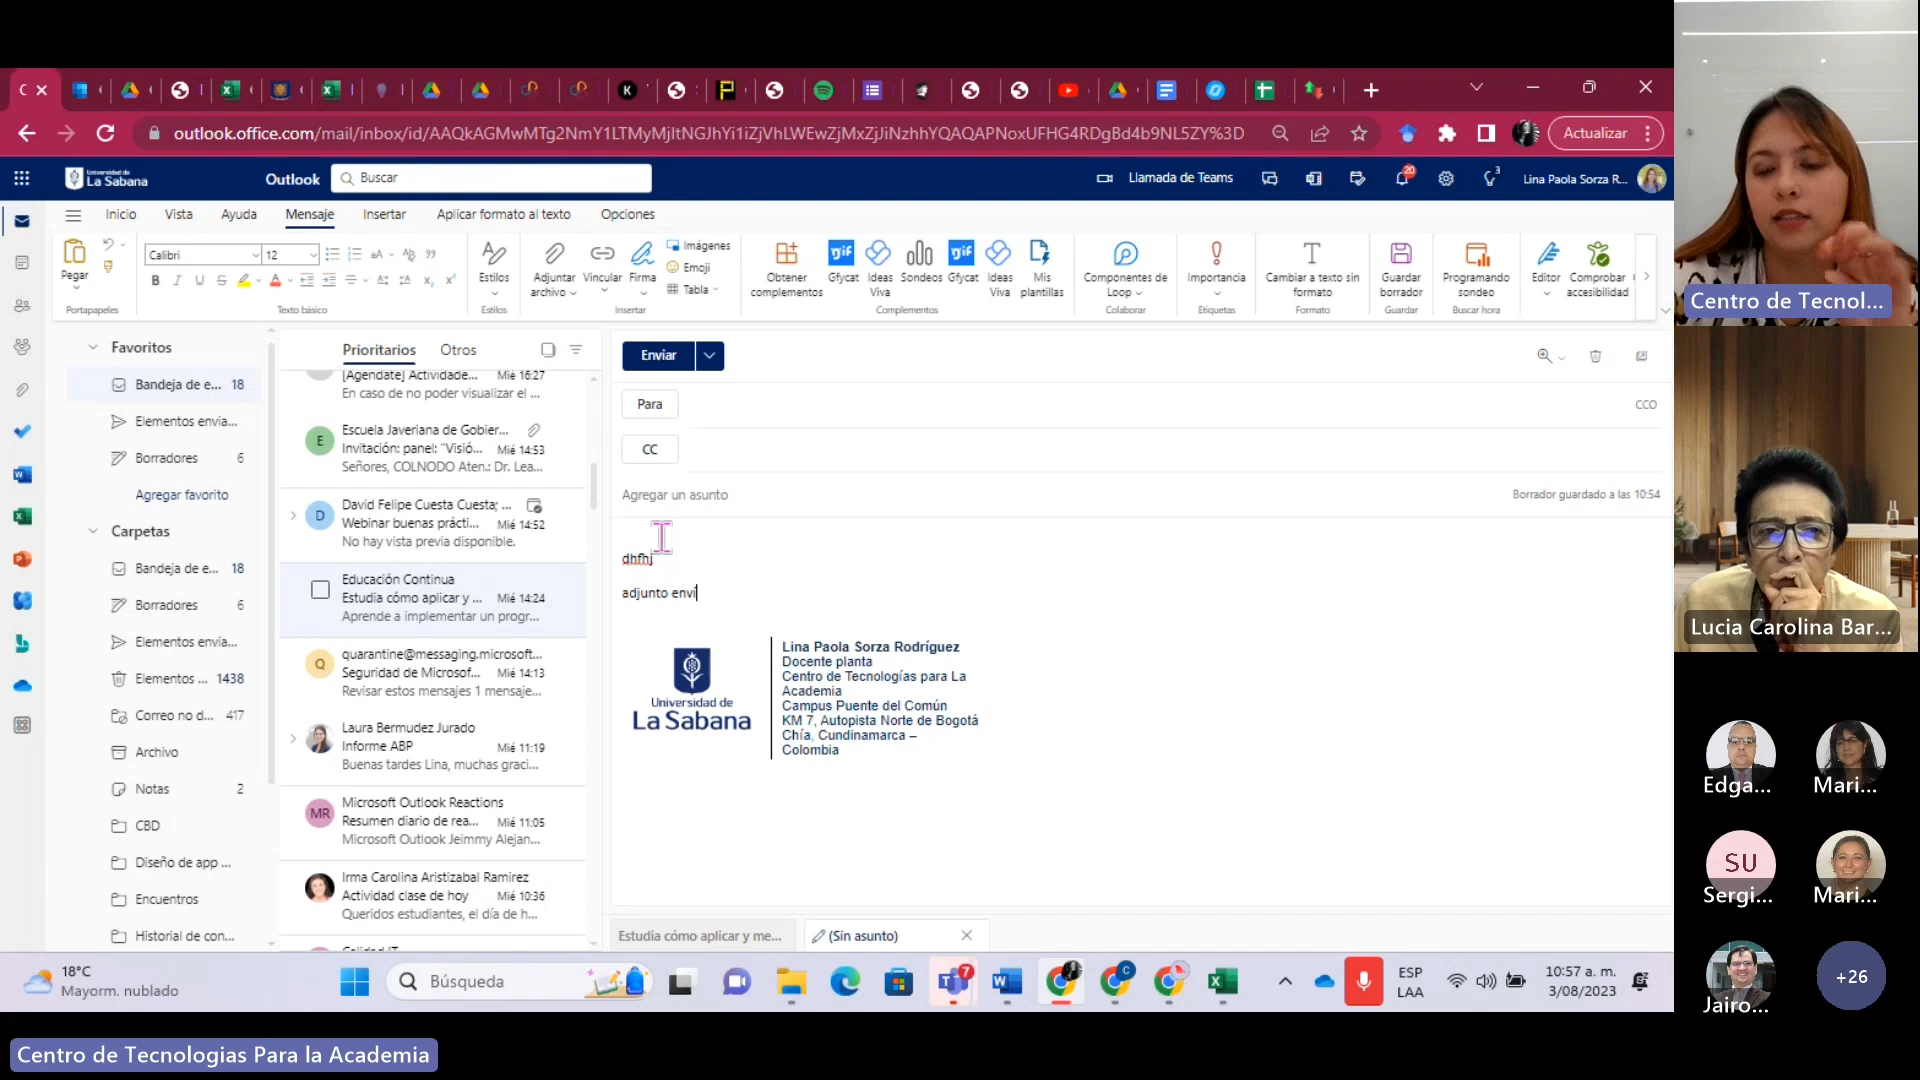 outlook.office.com/mail/inbox/id/AAQkAGMwMTg2NmY1LTMyMjItNGJhYi1iZjVhLWEwZjMxZjJiNzhhYQAQAPNoxUFHG4RDgBd4b9NL5ZY%3D
Actualizar
Universidad de
La Sabana
Outlook
Buscar
Llamada de Teams
20
3
Lina Paola Sorza R...
Inicio
Vista
Ayuda
Mensaje
Insertar
Aplicar formato al texto
Opciones
Pegar
Portapapeles
Calibri
12
Texto básico
Estilos
Estilos
Adjuntar archivo
Vincular
Firma
Imágenes
Emoji
Tabla
Insertar
Obtener complementos
Gfycat
Ideas Viva
Sondeos
Gfycat
Ideas Viva
Mis plantillas
Complementos
Componentes de Loop
Colaborar
Importancia
Etiquetas
Cambiar a texto sin formato
Formato
Guardar borrador
Guardar
Programando sondeo
Buscar hora
Editor
Comprobar accesibilidad
Favoritos
Bandeja de e... 18
Elementos envia...
Borradores 6
Agregar favorito
Carpetas
Bandeja de e... 18
Borradores 6
Elementos envia...
Elementos ... 1438
Correo no d... 417
Archivo
Notas 2
CBD
Diseño de app ...
Encuentros
Historial de con...
Prioritarios
Otros
[Agendate] Actividade... Mié 16:27
En caso de no poder visualizar el ...
E
Escuela Javeriana de Gobier...
Invitación: panel: "Visió... Mié 14:53
Señores, COLNODO Aten.: Dr. Lea...
D
David Felipe Cuesta Cuesta; ...
Webinar buenas prácti... Mié 14:52
No hay vista previa disponible.
Educación Continua
Estudia cómo aplicar y ... Mié 14:24
Aprende a implementar un progr...
Q
quarantine@messaging.microsoft...
Seguridad de Microsof... Mié 14:13
Revisar estos mensajes 1 mensaje...
Laura Bermudez Jurado
Informe ABP Mié 11:19
Buenas tardes Lina, muchas graci...
MR
Microsoft Outlook Reactions
Resumen diario de rea... Mié 11:05
Microsoft Outlook Jeimmy Alejan...
Irma Carolina Aristizabal Ramirez
Actividad clase de hoy Mié 10:36
Queridos estudiantes, el día de h...
Enviar
Para
CCO
CC
Agregar un asunto
Borrador guardado a las 10:54
dhfhj
adjunto envi
Universidad de
La Sabana
Lina Paola Sorza Rodríguez
Docente planta
Centro de Tecnologías para La
Academia
Campus Puente del Común
KM 7, Autopista Norte de Bogotá
Chía, Cundinamarca –
Colombia
Estudia cómo aplicar y me...
(Sin asunto)
18°C
Mayorm. nublado
Búsqueda
7
ESP
LAA
10:57 a. m.
3/08/2023
Centro de Tecnol...
Lucia Carolina Bar...
Edga...
Mari...
SU
Sergi...
Mari...
Jairo...
+26
Centro de Tecnologias Para la Academia